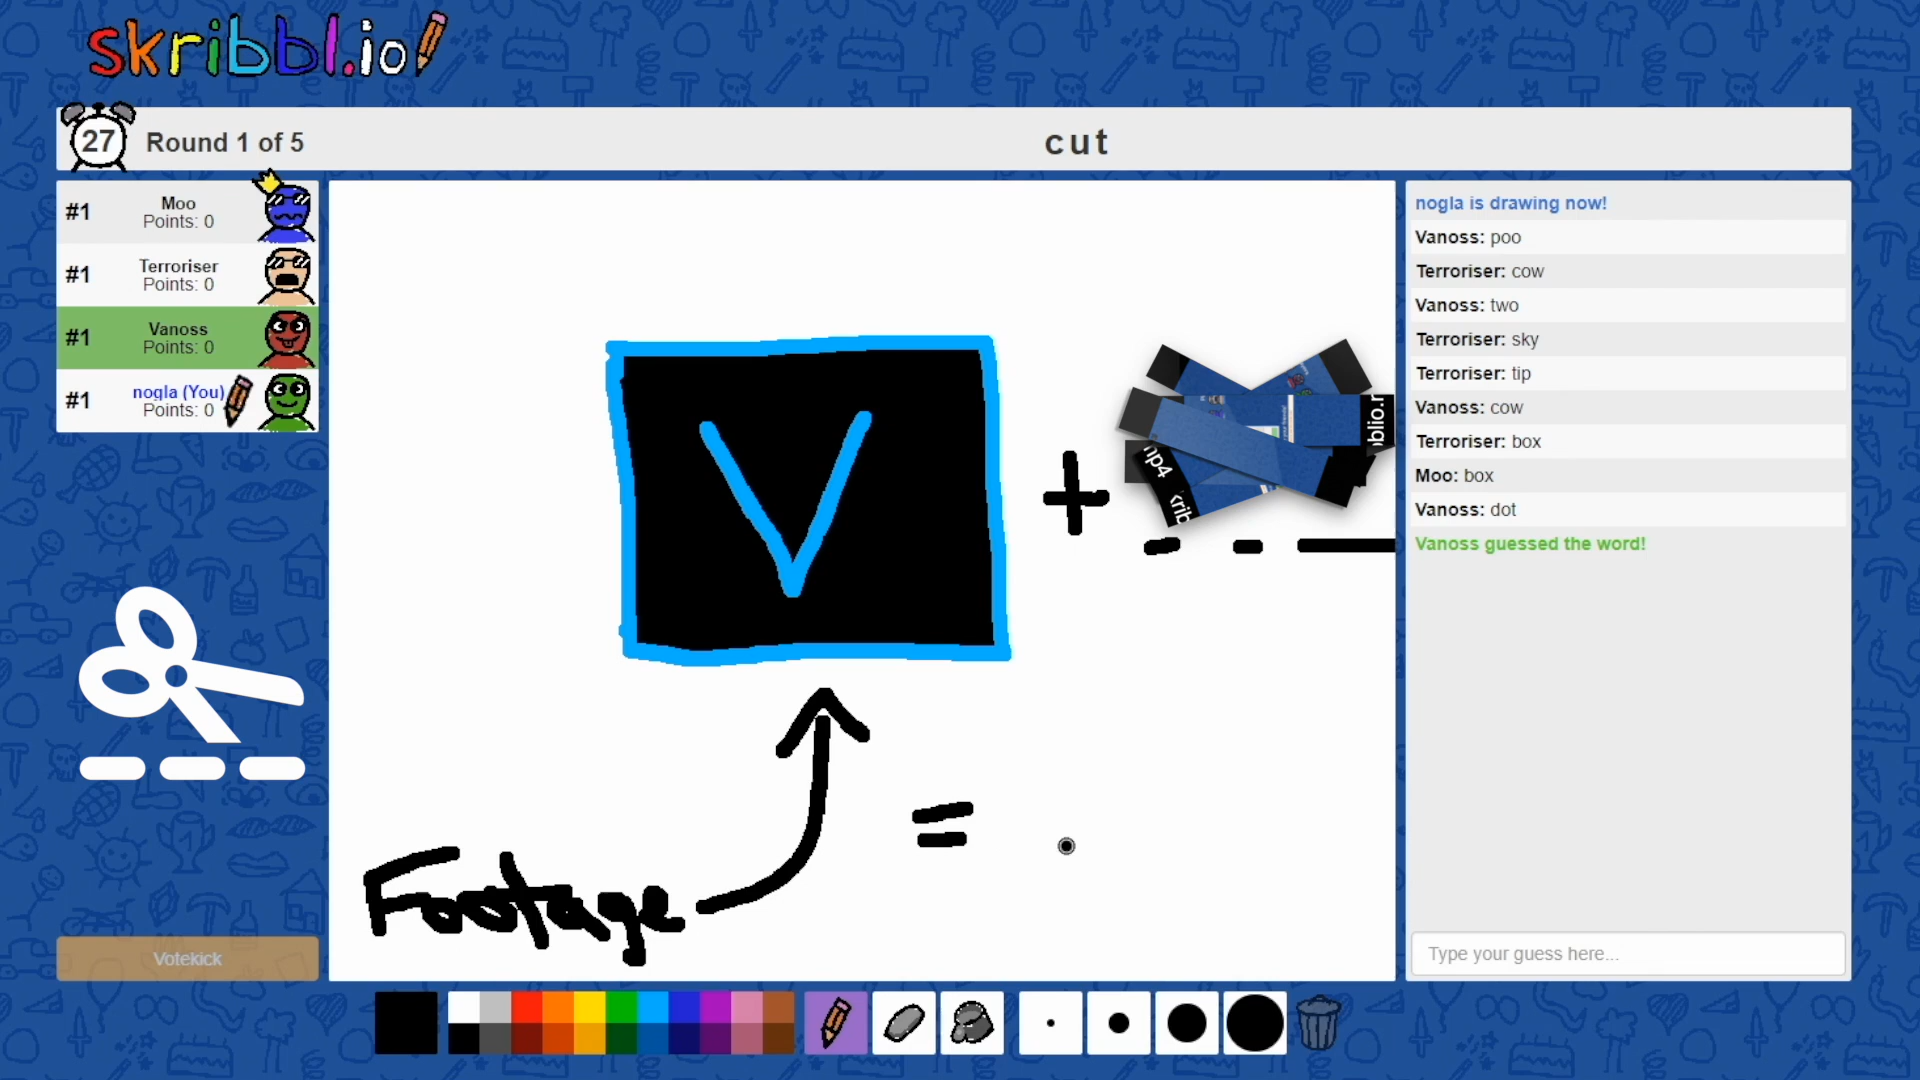 skribbl.io
27
Round 1 of 5
cut
#1
Moo
Points: 0
#1
Terroriser
Points: 0
#1
Vanoss
Points: 0
#1
nogla (You)
Points: 0
Votekick
V
+
mp4
krib
bblio.r
Footage
=
nogla is drawing now!
Vanoss: poo
Terroriser: cow
Vanoss: two
Terroriser: sky
Terroriser: tip
Vanoss: cow
Terroriser: box
Moo: box
Vanoss: dot
Vanoss guessed the word!
Type your guess here...